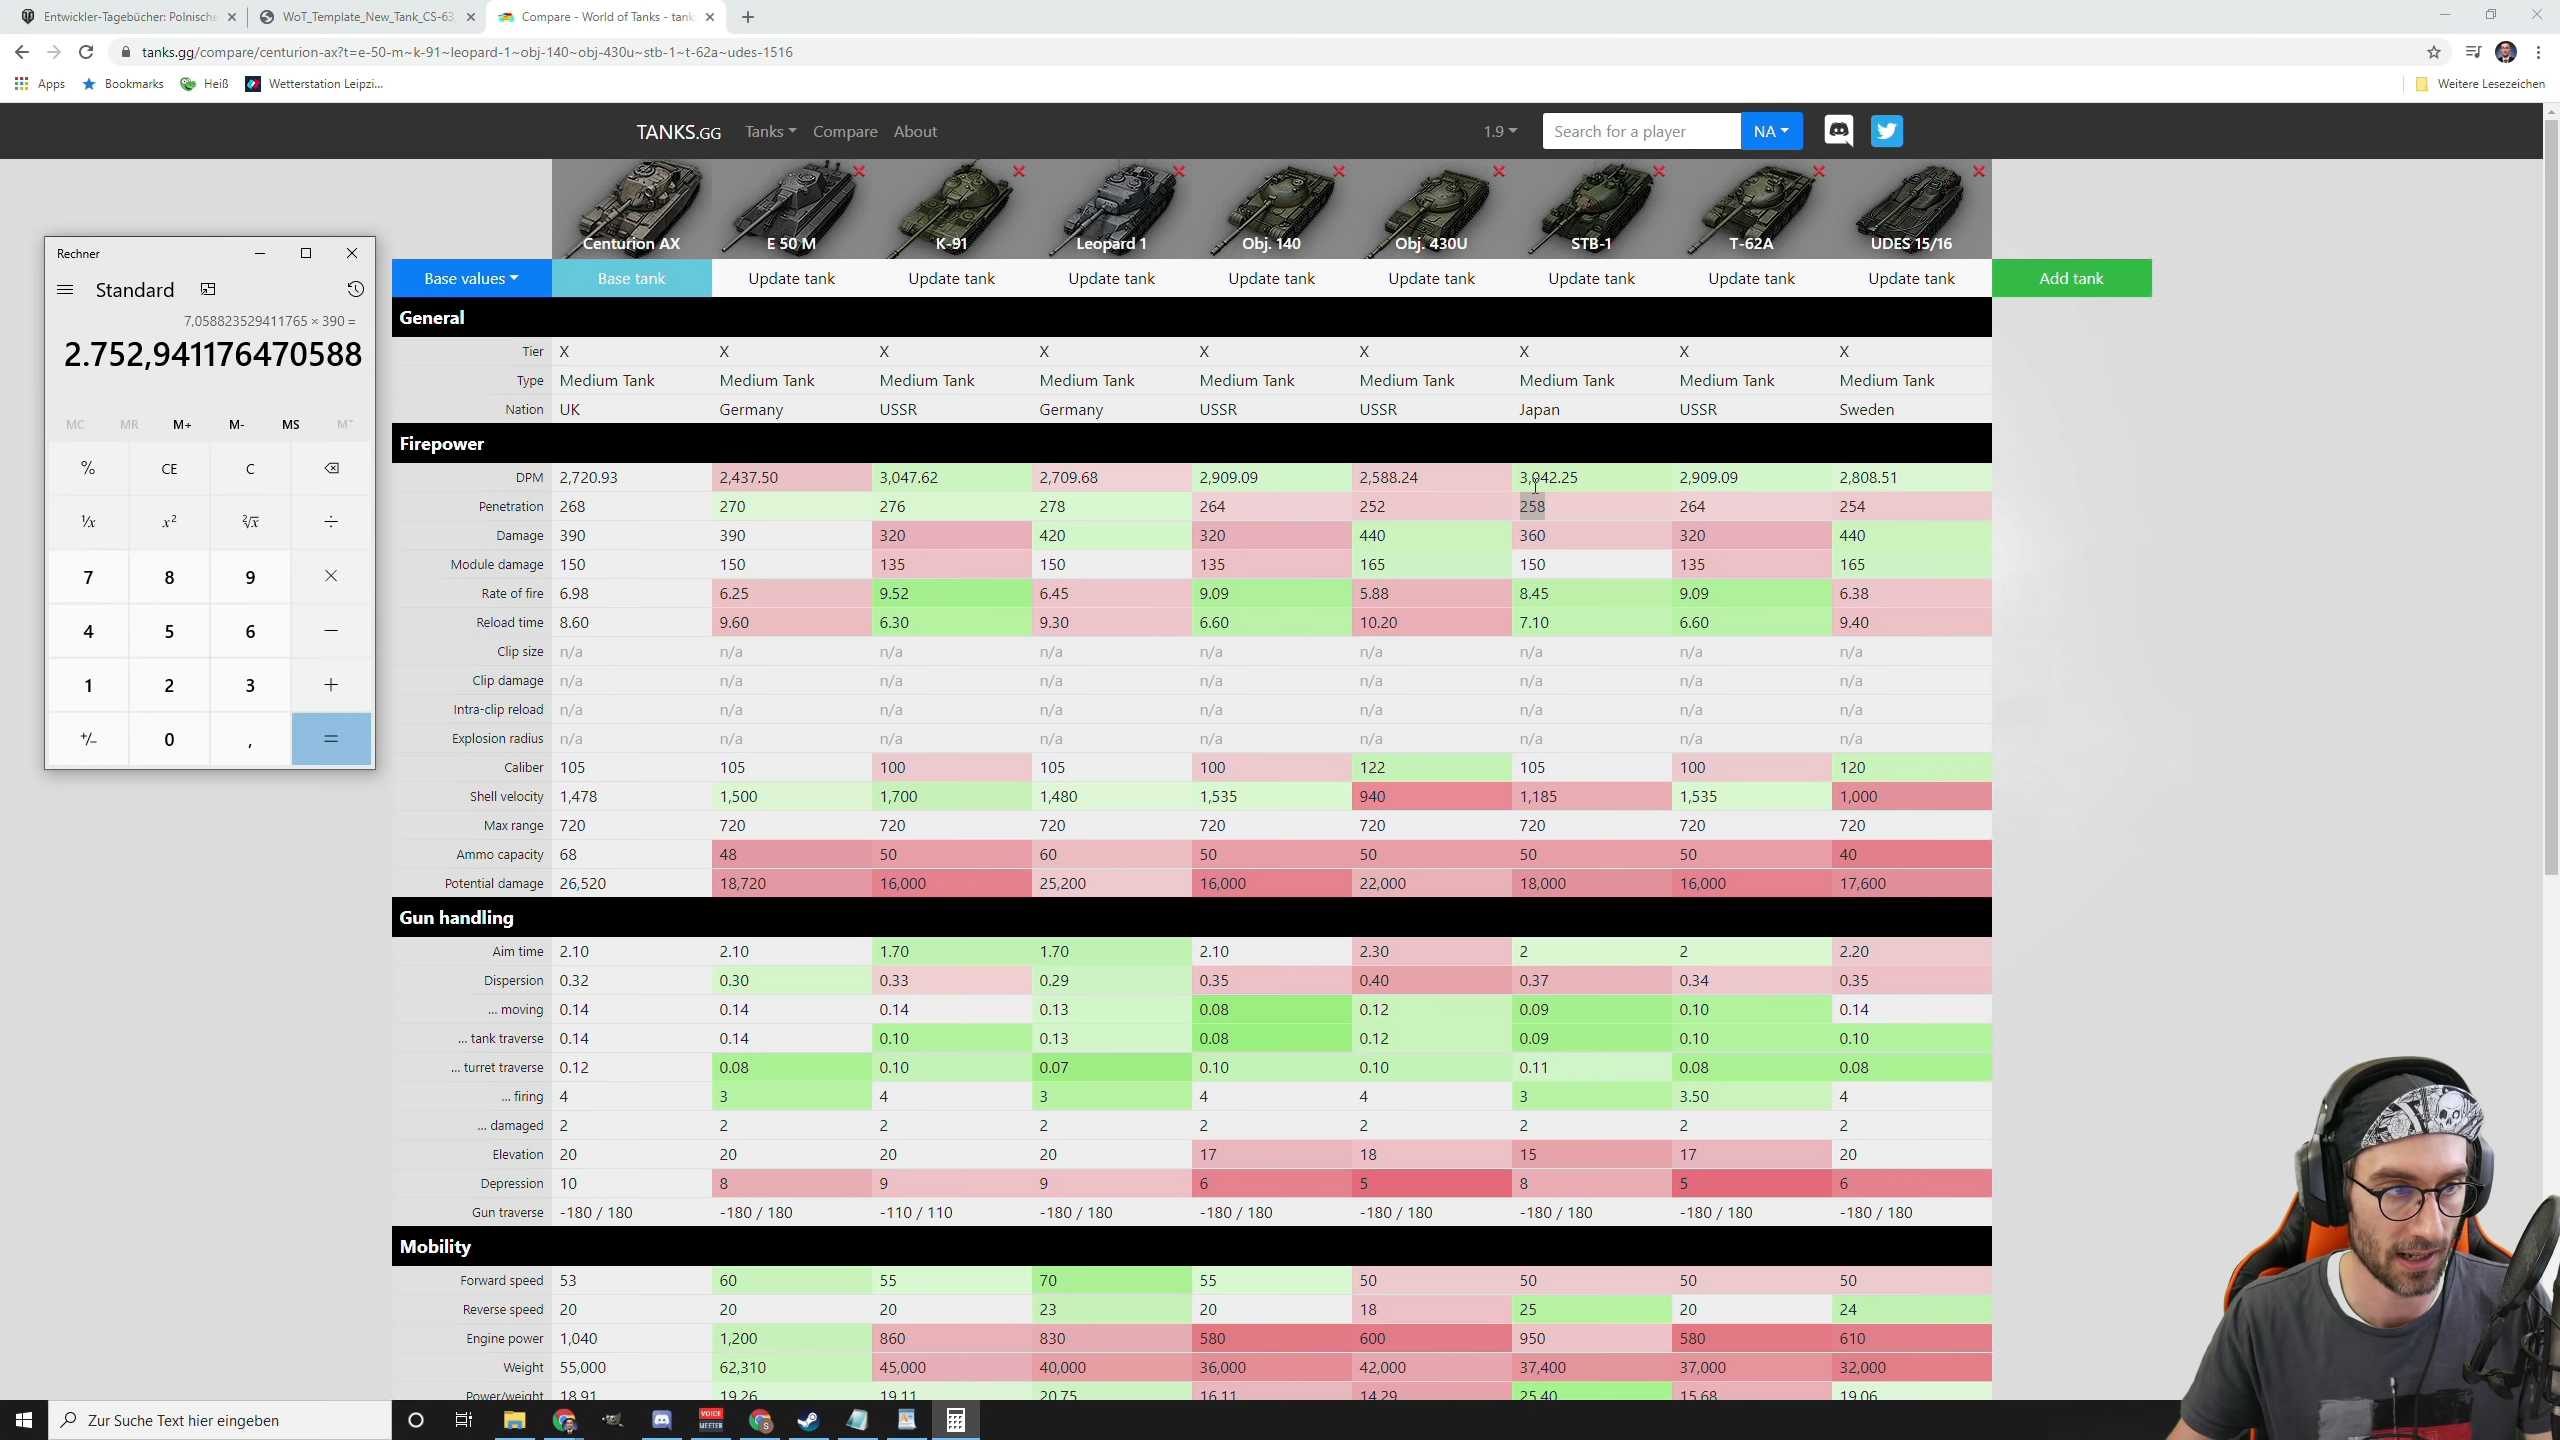 Entwickler-Tagebücher: Polnische
WoT_Template_New_Tank_CS-63_
Compare - World of Tanks - tank
tanks.gg/compare/centurion-ax?t=e-50-m~k-91~leopard-1~obj-140~obj-430u~stb-1~t-62a~udes-1516
Apps Bookmarks Heiß Wetterstation Leipzi... Weitere Lesezeichen
TANKS.GG Tanks Compare About 1.9 Search for a player NA
Centurion AX E 50 M K-91 Leopard 1 Obj. 140 Obj. 430U STB-1 T-62A UDES 15/16
Base values Base tank Update tank Update tank Update tank Update tank Update tank Update tank Update tank Update tank Add tank
Rechner
Standard
7,058823529411765 × 390 =
2.752,941176470588
MC MR M+ M- MS M˅
% CE C
¹/x x² ²√x ÷
7 8 9 ×
4 5 6 −
1 2 3 +
+/- 0 , =
General
Tier X X X X X X X X X
Type Medium Tank Medium Tank Medium Tank Medium Tank Medium Tank Medium Tank Medium Tank Medium Tank Medium Tank
Nation UK Germany USSR Germany USSR USSR Japan USSR Sweden
Firepower
DPM 2,720.93 2,437.50 3,047.62 2,709.68 2,909.09 2,588.24 3,042.25 2,909.09 2,808.51
Penetration 268 270 276 278 264 252 258 264 254
Damage 390 390 320 420 320 440 360 320 440
Module damage 150 150 135 150 135 165 150 135 165
Rate of fire 6.98 6.25 9.52 6.45 9.09 5.88 8.45 9.09 6.38
Reload time 8.60 9.60 6.30 9.30 6.60 10.20 7.10 6.60 9.40
Clip size n/a n/a n/a n/a n/a n/a n/a n/a n/a
Clip damage n/a n/a n/a n/a n/a n/a n/a n/a n/a
Intra-clip reload n/a n/a n/a n/a n/a n/a n/a n/a n/a
Explosion radius n/a n/a n/a n/a n/a n/a n/a n/a n/a
Caliber 105 105 100 105 100 122 105 100 120
Shell velocity 1,478 1,500 1,700 1,480 1,535 940 1,185 1,535 1,000
Max range 720 720 720 720 720 720 720 720 720
Ammo capacity 68 48 50 60 50 50 50 50 40
Potential damage 26,520 18,720 16,000 25,200 16,000 22,000 18,000 16,000 17,600
Gun handling
Aim time 2.10 2.10 1.70 1.70 2.10 2.30 2 2 2.20
Dispersion 0.32 0.30 0.33 0.29 0.35 0.40 0.37 0.34 0.35
... moving 0.14 0.14 0.14 0.13 0.08 0.12 0.09 0.10 0.14
... tank traverse 0.14 0.14 0.10 0.13 0.08 0.12 0.09 0.10 0.10
... turret traverse 0.12 0.08 0.10 0.07 0.10 0.10 0.11 0.08 0.08
... firing 4 3 4 3 4 4 3 3.50 4
... damaged 2 2 2 2 2 2 2 2 2
Elevation 20 20 20 20 17 18 15 17 20
Depression 10 8 9 9 6 5 8 5 6
Gun traverse -180 / 180 -180 / 180 -110 / 110 -180 / 180 -180 / 180 -180 / 180 -180 / 180 -180 / 180 -180 / 180
Mobility
Forward speed 53 60 55 70 55 50 50 50 50
Reverse speed 20 20 20 23 20 18 25 20 24
Engine power 1,040 1,200 860 830 580 600 950 580 610
Weight 55,000 62,310 45,000 40,000 36,000 42,000 37,400 37,000 32,000
Power/weight 18.91 19.26 19.11 20.75 16.11 14.29 25.40 15.68 19.06
Zur Suche Text hier eingeben
VOICE
MEETER